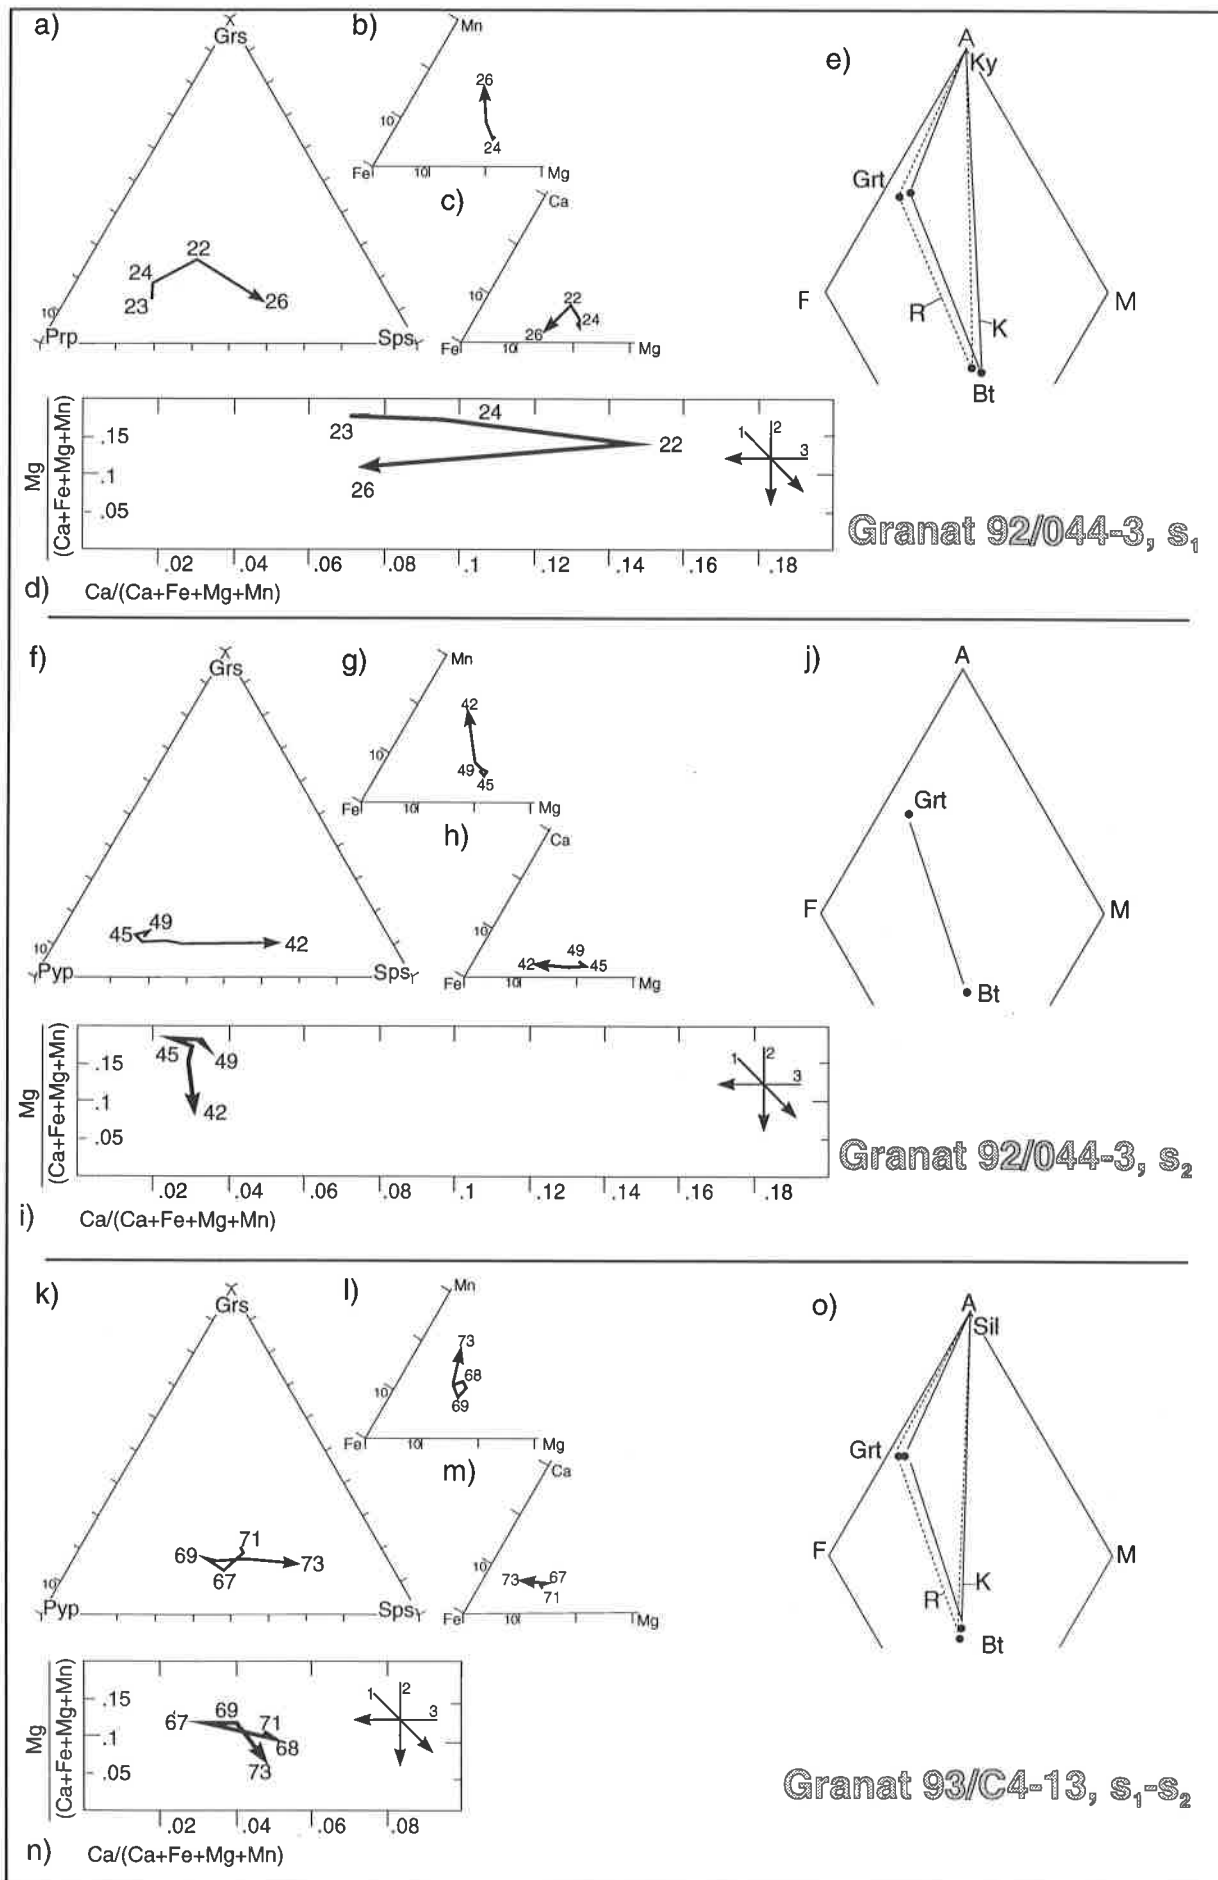 a)
Grs
24
22
23
26
10
Prp
Sps
b)
Mn
26
24
10
Fe
10
Mg
c)
Ca
10
22
24
26
Fe
10
Mg
e)
A
Ky
Grt
F
M
R
K
Bt
Mg
(Ca+Fe+Mg+Mn)
.15
.1
.05
23
24
22
26
1
2
3
.02
.04
.06
.08
.1
.12
.14
.16
.18
d)
Ca/(Ca+Fe+Mg+Mn)
Granat 92/044-3, s1
f)
Grs
45
49
42
10
Pyp
Sps
g)
Mn
42
10
49
45
Fe
10
Mg
h)
Ca
10
49
42
45
Fe
10
Mg
j)
A
Grt
F
M
Bt
Mg
(Ca+Fe+Mg+Mn)
.15
.1
.05
45
49
42
1
2
3
.02
.04
.06
.08
.1
.12
.14
.16
.18
i)
Ca/(Ca+Fe+Mg+Mn)
Granat 92/044-3, s2
k)
Grs
71
69
73
67
10
Pyp
Sps
l)
Mn
73
68
69
10
Fe
10
Mg
m)
Ca
10
73
67
71
Fe
10
Mg
o)
A
Sil
Grt
F
M
R
K
Bt
Mg
(Ca+Fe+Mg+Mn)
.15
.1
.05
67
69
71
68
73
1
2
3
.02
.04
.06
.08
n)
Ca/(Ca+Fe+Mg+Mn)
Granat 93/C4-13, s1-s2